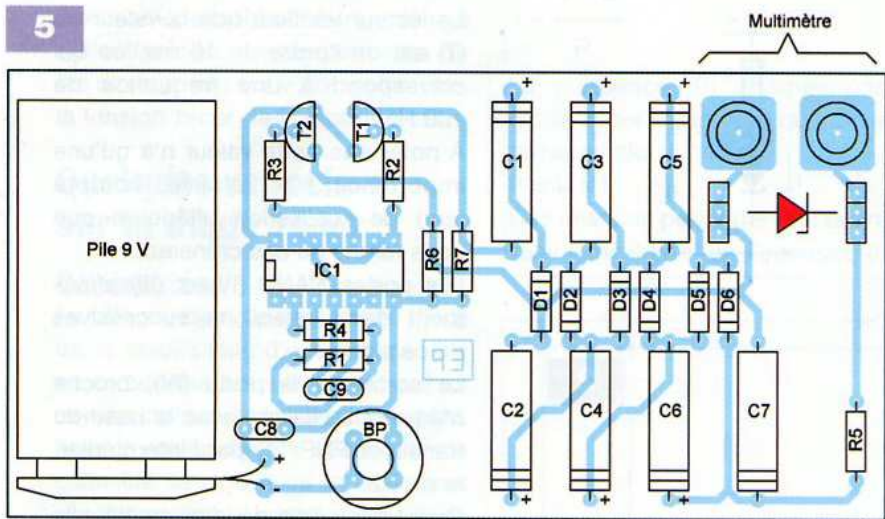 5
Multimètre
+
+
+
T2
T1
R3
R2
C1
C3
C5
Pile 9 V
IC1
R6
R7
D1
D2
D3
D4
D5
D6
R4
R1
C9
C8
BP
C2
C4
C6
C7
R5
+
-
+
+
+
+